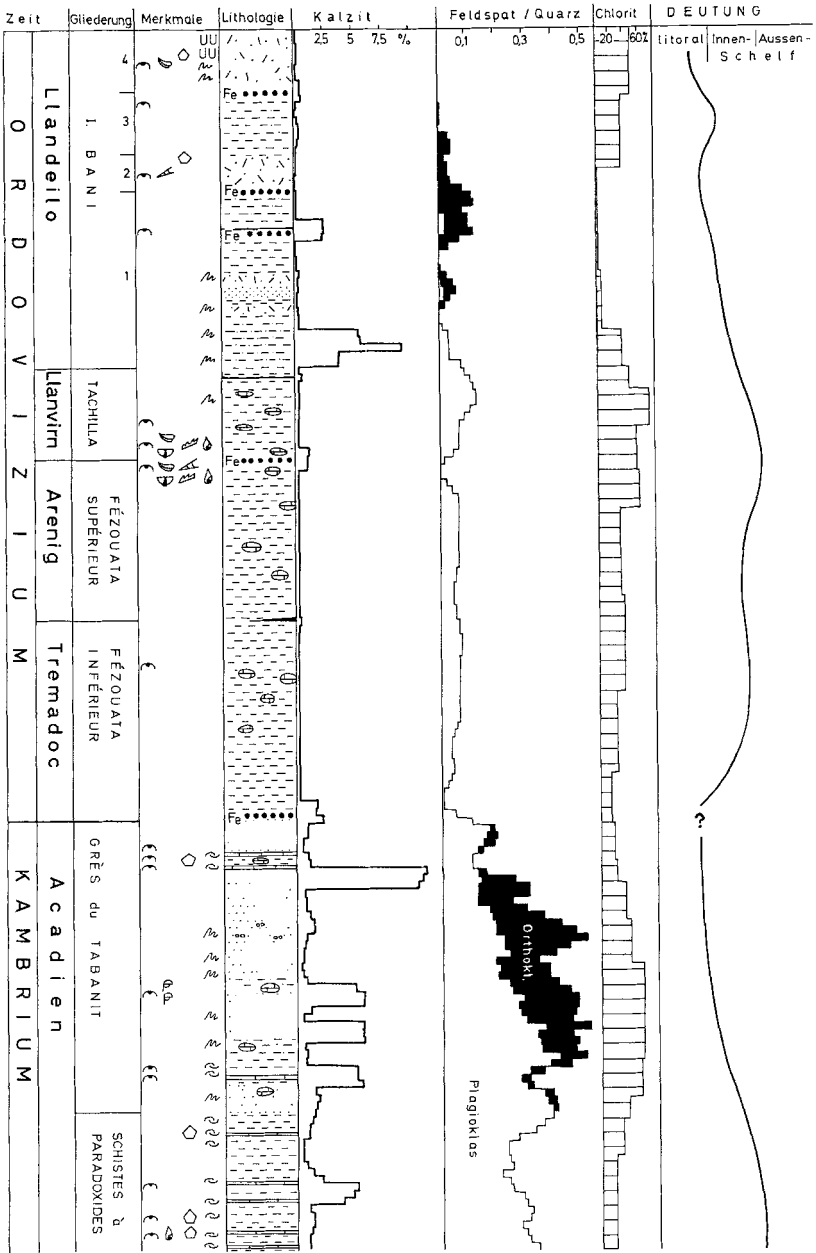 Zeit Gliederung Merkmale Lithologie Kalzit Feldspat / Quarz Chlorit DEUTUNG
2,5 5 7,5 %
0,1 0,3 0,5
20 60%
litoral Innen- Aussen-
Schelf
ORDOVIZIUM
KAMBRIUM
Llandeilo
Llanvirn
Arenig
Tremadoc
Acadien
I. BANI
4
3
2
1
TACHILLA
FÉZOUATA
SUPÉRIEUR
FÉZOUATA
INFÉRIEUR
GRÈS du TABANIT
SCHISTES à
PARADOXIDES
UU
UU
Fe
Fe
Fe
Fe
Fe
Orthokl.
Plagioklas
?